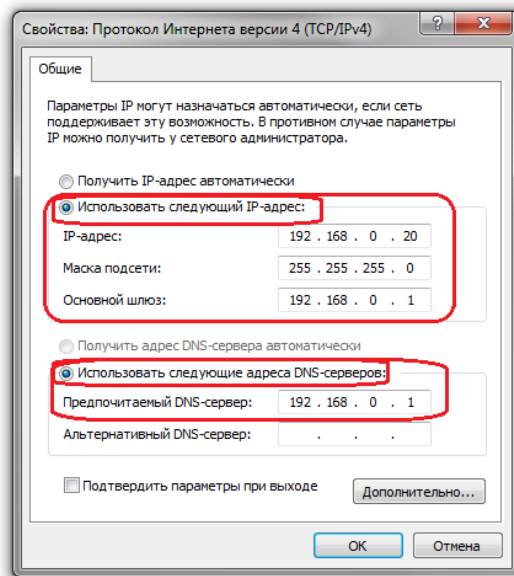 Свойства: Протокол Интернета версии 4 (TCP/IPv4)
Общие
Параметры IP могут назначаться автоматически, если сеть
поддерживает эту возможность. В противном случае параметры
IP можно получить у сетевого администратора.
Получить IP-адрес автоматически
Использовать следующий IP-адрес:
IP-адрес: 192 . 168 . 0 . 20
Маска подсети: 255 . 255 . 255 . 0
Основной шлюз: 192 . 168 . 0 . 1
Получить адрес DNS-сервера автоматически
Использовать следующие адреса DNS-серверов:
Предпочитаемый DNS-сервер: 192 . 168 . 0 . 1
Альтернативный DNS-сервер: . . .
Подтвердить параметры при выходе
Дополнительно...
OK Отмена